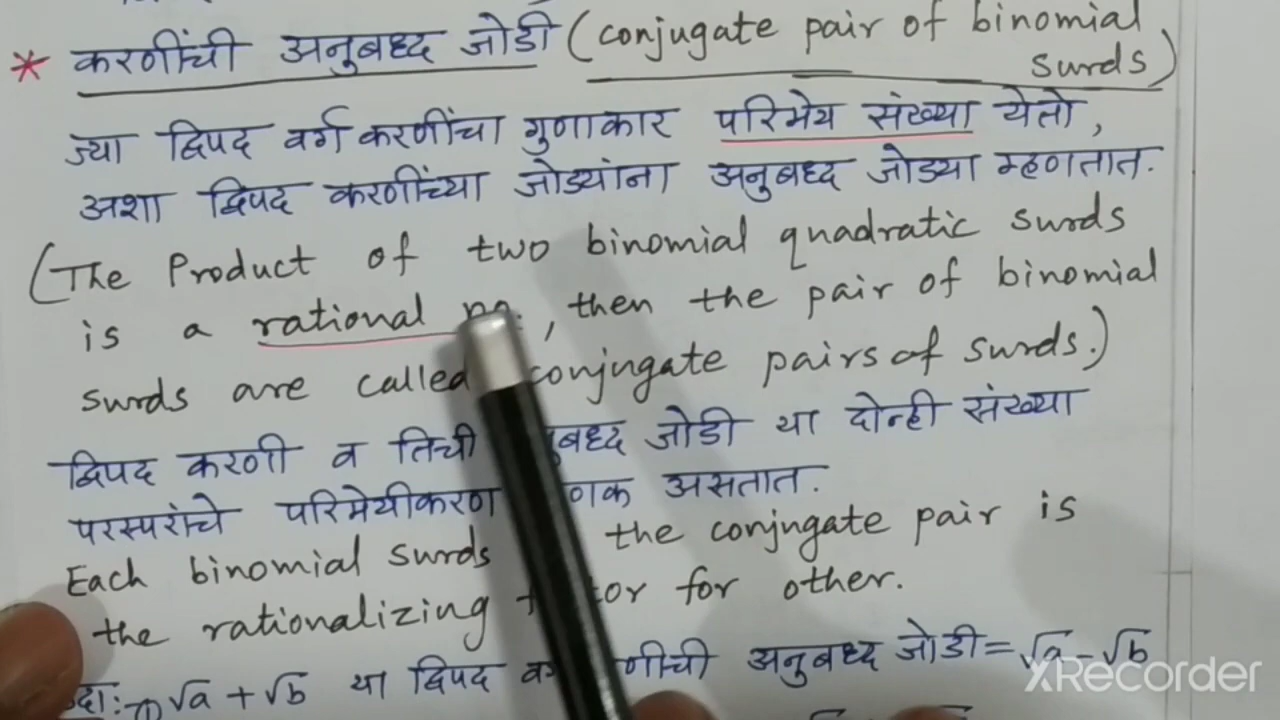 * करणींची अनुबध्द जोडी (conjugate pair of binomial
surds)
ज्या द्विपद वर्ग करणींचा गुणाकार परिमेय संख्या येतो,
अशा द्विपद करणींच्या जोड्यांना अनुबध्द जोड्या म्हणतात.
(The Product of two binomial quadratic surds
is a rational no., then the pair of binomial
surds are called conjugate pairs of surds.)
द्विपद करणी व तिची जोडी या दोन्ही संख्या
परस्परांचे परिमेयीकरण असतात.
Each binomial surds the conjugate pair is
the rationalizing for other.
√a + √b या द्विपद अनुबध्द जोडी = √a - √b
XRecorder